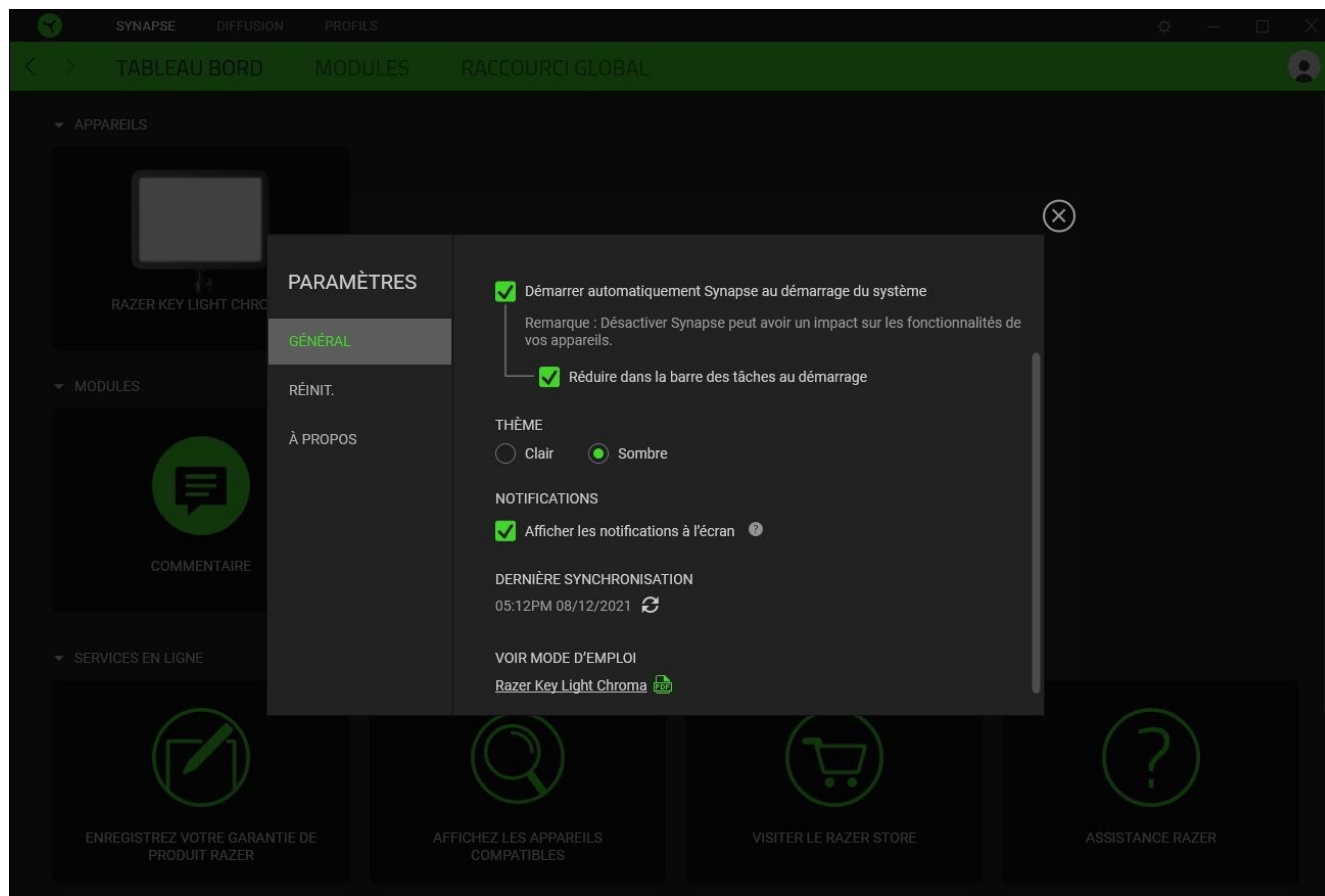 SYNAPSE DIFFUSION PROFILS
TABLEAU BORD MODULES RACCOURCI GLOBAL
APPAREILS
RAZER KEY LIGHT CHRO
MODULES
COMMENTAIRE
SERVICES EN LIGNE
ENREGISTREZ VOTRE GARANTIE DE
PRODUIT RAZER
AFFICHEZ LES APPAREILS
COMPATIBLES
VISITER LE RAZER STORE
ASSISTANCE RAZER
PARAMÈTRES
GÉNÉRAL
RÉINIT.
À PROPOS
Démarrer automatiquement Synapse au démarrage du système
Remarque : Désactiver Synapse peut avoir un impact sur les fonctionnalités de
vos appareils.
Réduire dans la barre des tâches au démarrage
THÈME
Clair Sombre
NOTIFICATIONS
Afficher les notifications à l'écran ?
DERNIÈRE SYNCHRONISATION
05:12PM 08/12/2021
VOIR MODE D'EMPLOI
Razer Key Light Chroma PDF